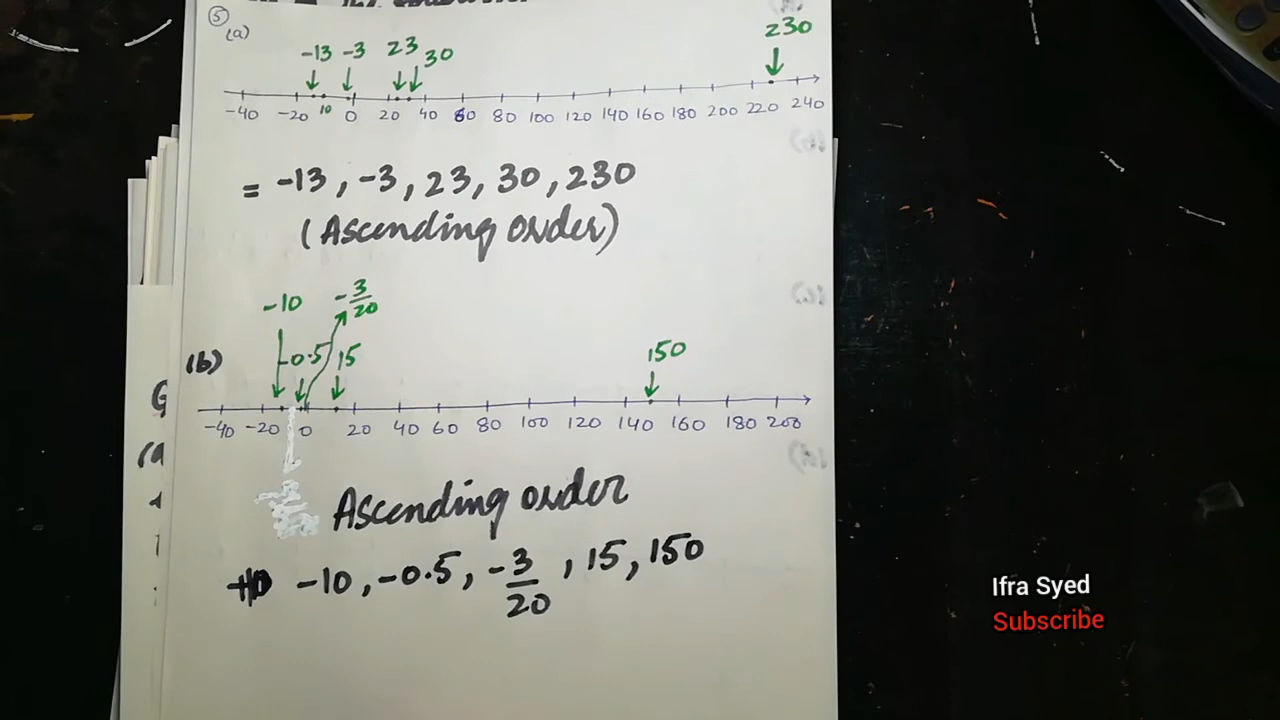 5
(a)
-13 -3 23 30 230
-40 -20 10 0 20 40 60 80 100 120 140 160 180 200 220 240
= -13, -3, 23, 30, 230
(Ascending order)
-10 -3/20
(b) -0.5 15 150
-40 -20 0 20 40 60 80 100 120 140 160 180 200
Ascending order
-10, -0.5, -3/20, 15, 150
Ifra Syed
Subscribe